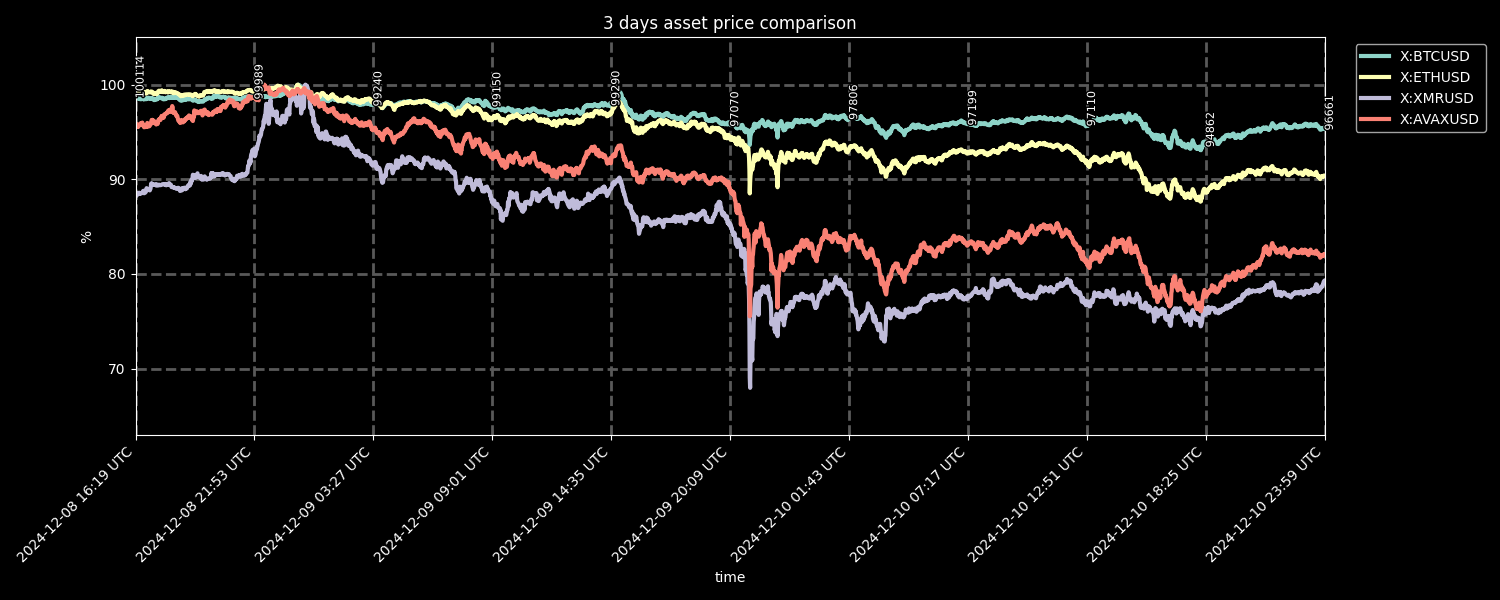 3 days asset price comparison
X:BTCUSD
X:ETHUSD
X:XMRUSD
X:AVAXUSD
100
90
80
70
%
100114
99989
99240
99150
99290
97070
97806
97199
97110
94862
96661
2024-12-08 16:19 UTC
2024-12-08 21:53 UTC
2024-12-09 03:27 UTC
2024-12-09 09:01 UTC
2024-12-09 14:35 UTC
2024-12-09 20:09 UTC
2024-12-10 01:43 UTC
2024-12-10 07:17 UTC
2024-12-10 12:51 UTC
2024-12-10 18:25 UTC
2024-12-10 23:59 UTC
time